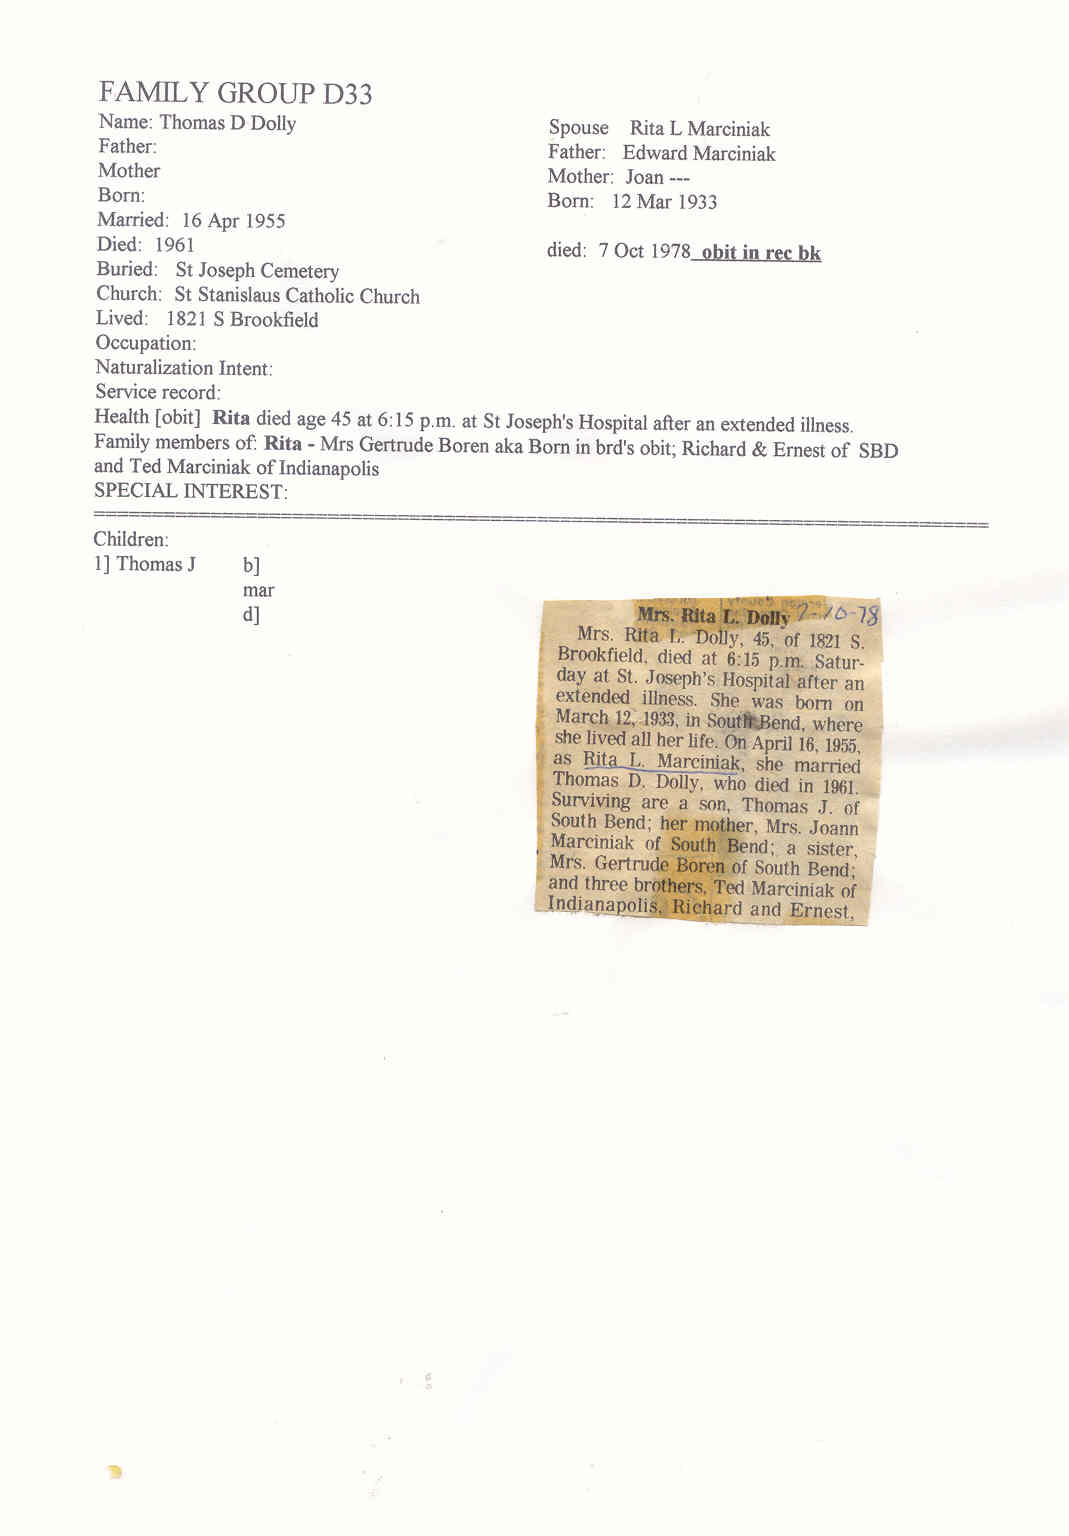 FAMILY GROUP D33
Name: Thomas D Dolly
Father:
Mother
Born:
Married: 16 Apr 1955
Died: 1961
Buried: St Joseph Cemetery
Church: St Stanislaus Catholic Church
Lived: 1821 S Brookfield
Occupation:
Naturalization Intent:
Service record:
Spouse Rita L Marciniak
Father: Edward Marciniak
Mother: Joan ---
Born: 12 Mar 1933
died: 7 Oct 1978 obit in rec bk
Health [obit] Rita died age 45 at 6:15 p.m. at St Joseph's Hospital after an extended illness.
Family members of: Rita - Mrs Gertrude Boren aka Born in brd's obit; Richard & Ernest of SBD
and Ted Marciniak of Indianapolis
SPECIAL INTEREST:
Children:
1] Thomas J b]
mar
d]
Mrs. Rita L. Dolly 7-10-78
Mrs. Rita L. Dolly, 45, of 1821 S.
Brookfield, died at 6:15 p.m. Satur-
day at St. Joseph's Hospital after an
extended illness. She was born on
March 12, 1933, in South Bend, where
she lived all her life. On April 16, 1955,
as Rita L. Marciniak, she married
Thomas D. Dolly, who died in 1961.
Surviving are a son, Thomas J. of
South Bend; her mother, Mrs. Joann
Marciniak of South Bend; a sister,
Mrs. Gertrude Boren of South Bend;
and three brothers, Ted Marciniak of
Indianapolis, Richard and Ernest,